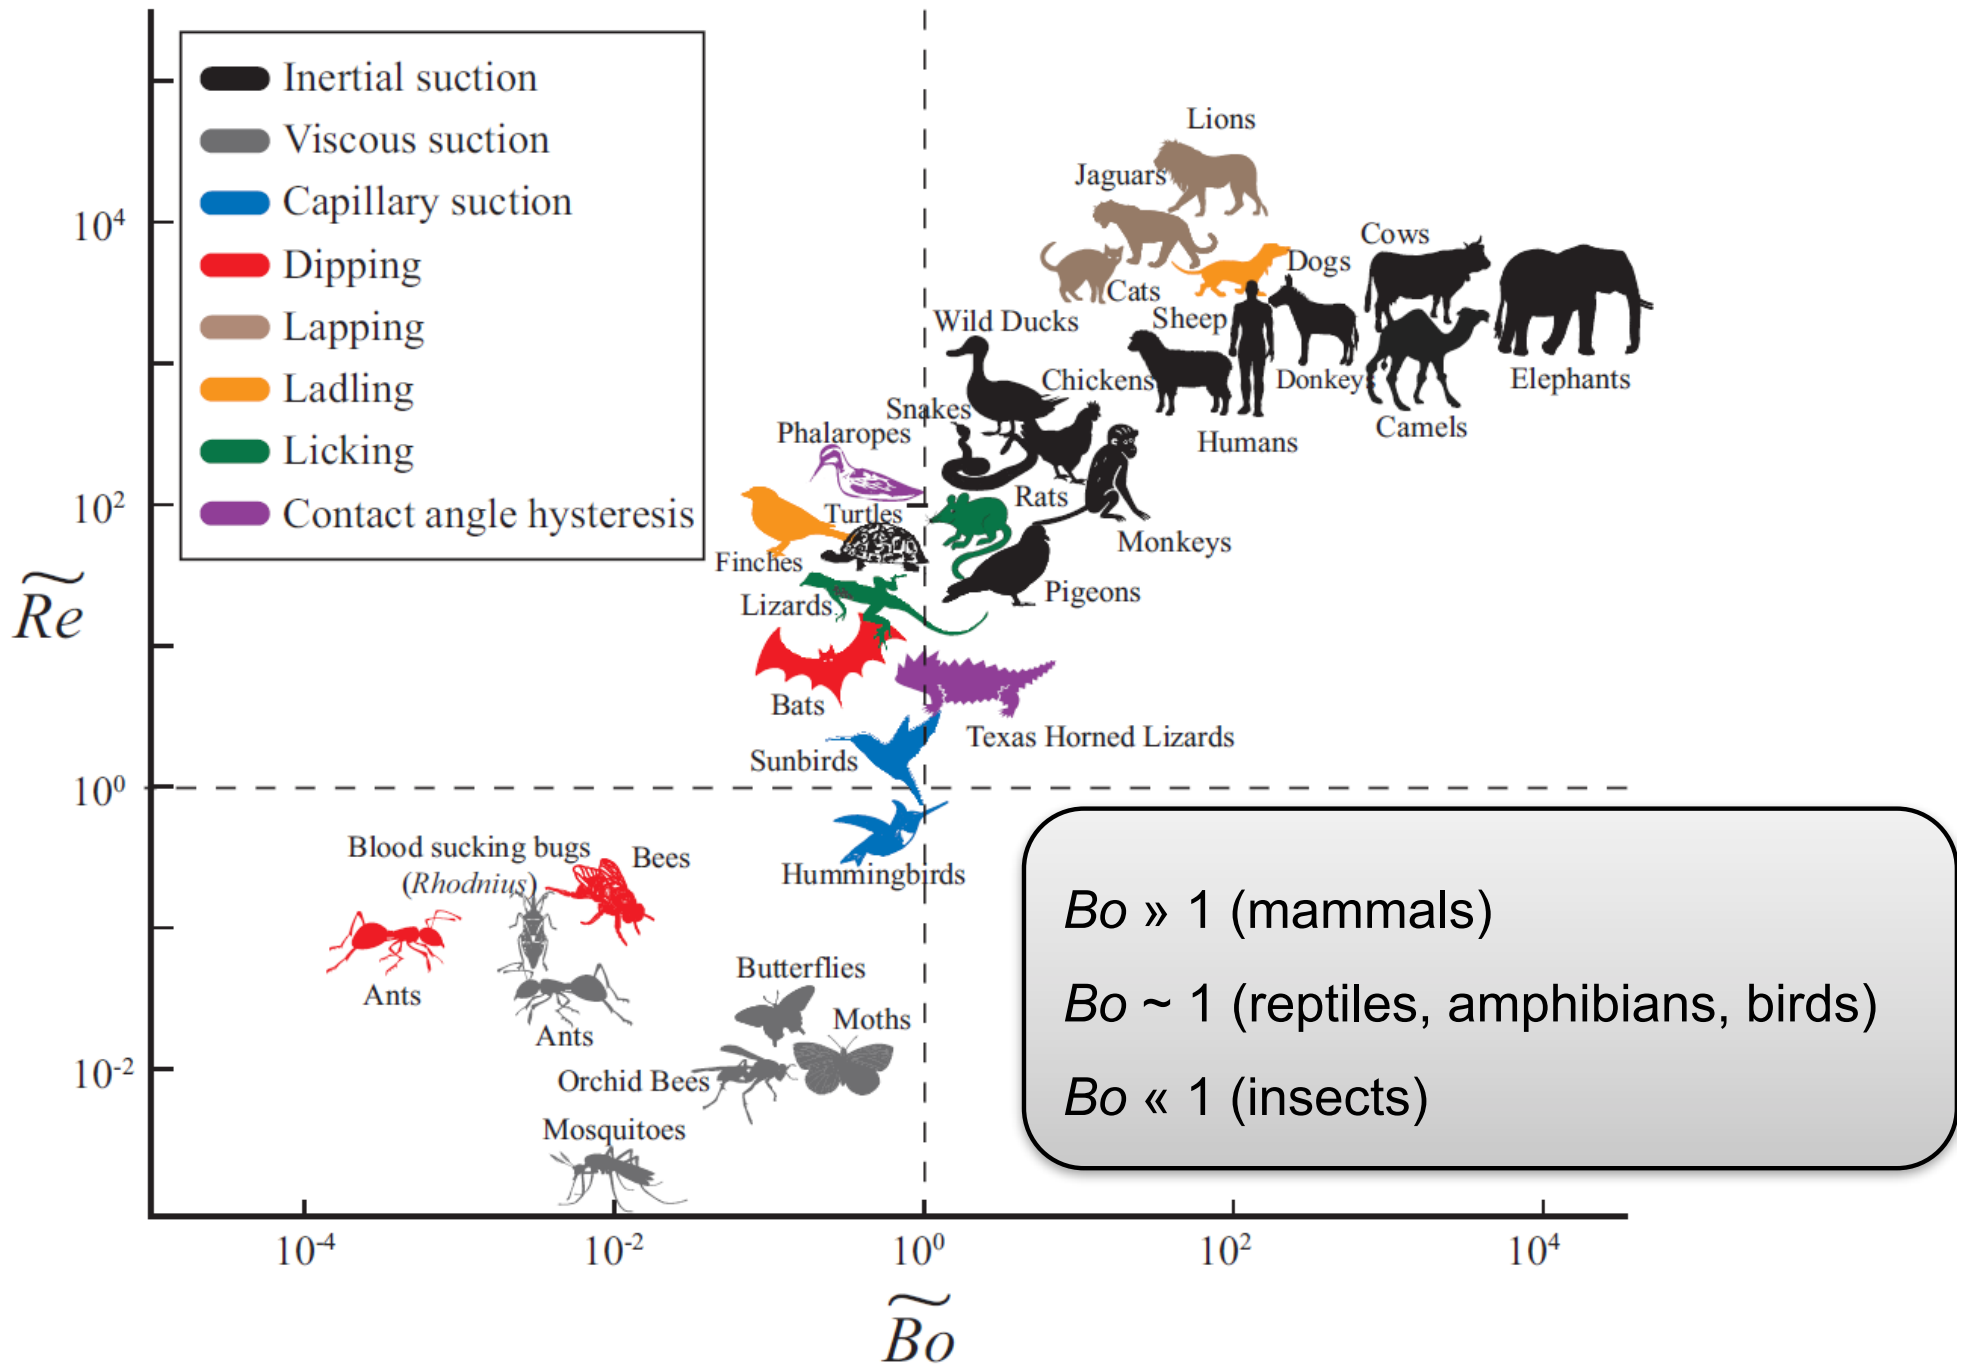 Inertial suction
Viscous suction
Capillary suction
Dipping
Lapping
Ladling
Licking
Contact angle hysteresis
Lions
Jaguars
Cows
Dogs
Cats
Wild Ducks
Sheep
Chickens
Donkey
Elephants
Snakes
Camels
Phalaropes
Humans
Rats
Turtles
Monkeys
Finches
Pigeons
Lizards
Bats
Texas Horned Lizards
Sunbirds
Blood sucking bugs
(Rhodnius)
Bees
Hummingbirds
Ants
Ants
Butterflies
Moths
Orchid Bees
Mosquitoes
10⁴
10²
10⁰
10⁻²
R̃e
10⁻⁴
10⁻²
10⁰
10²
10⁴
B̃o
Bo » 1 (mammals)
Bo ~ 1 (reptiles, amphibians, birds)
Bo « 1 (insects)